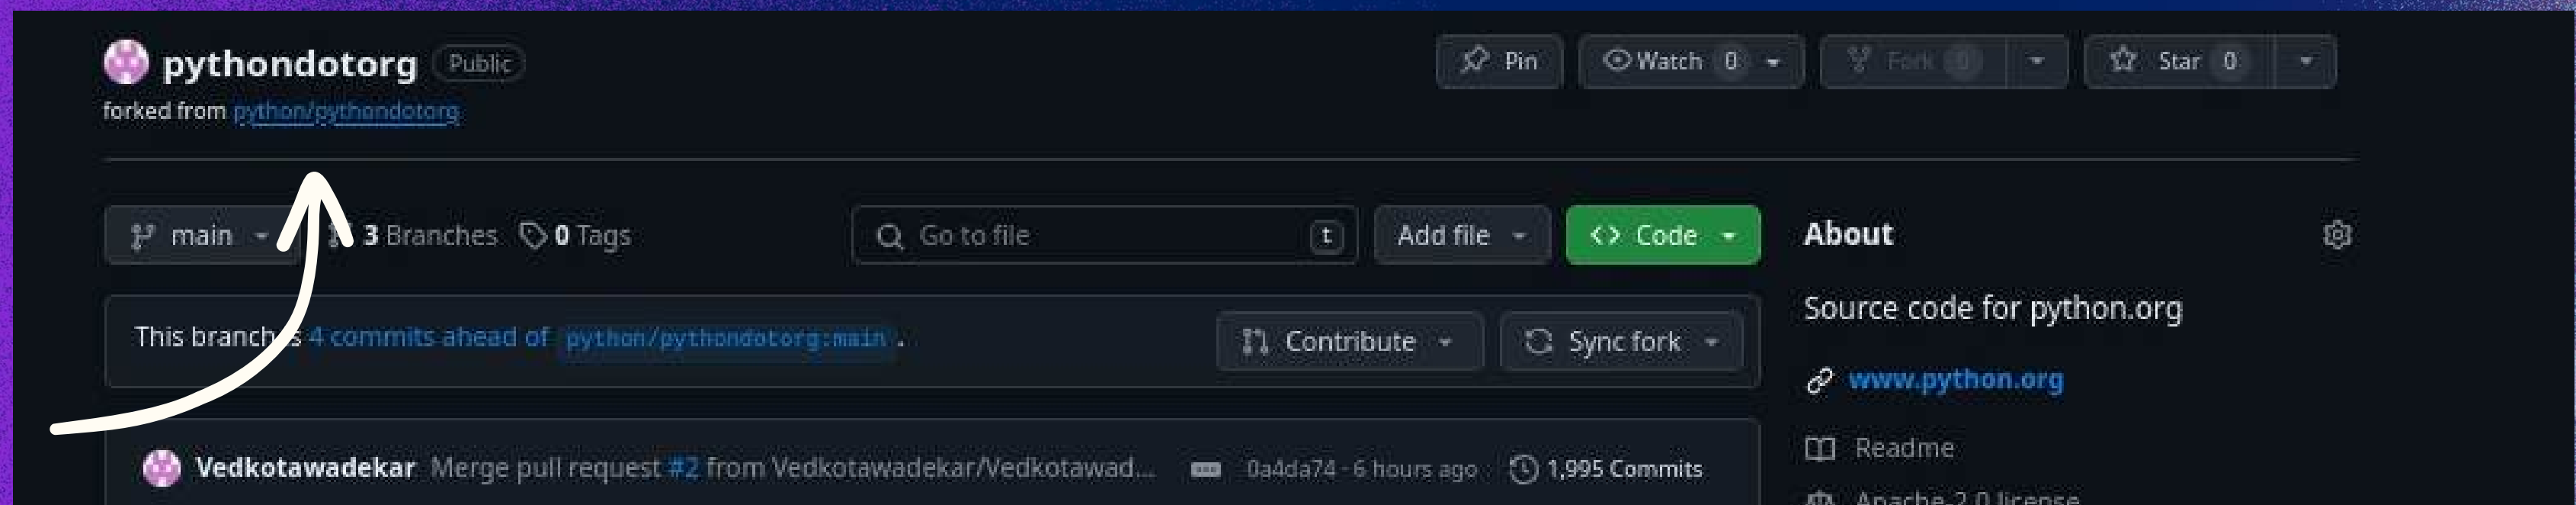 pythondotorg Public
Pin
Watch 0
Fork 0
Star 0
forked from python/pythondotorg
main
3 Branches
0 Tags
Go to file
t
Add file
Code
About
This branch is 4 commits ahead of python/pythondotorg:main .
Contribute
Sync fork
Source code for python.org
www.python.org
Readme
Vedkotawadekar Merge pull request #2 from Vedkotawadekar/Vedkotawad...
0a4da74 · 6 hours ago
1,995 Commits
Apache-2.0 license